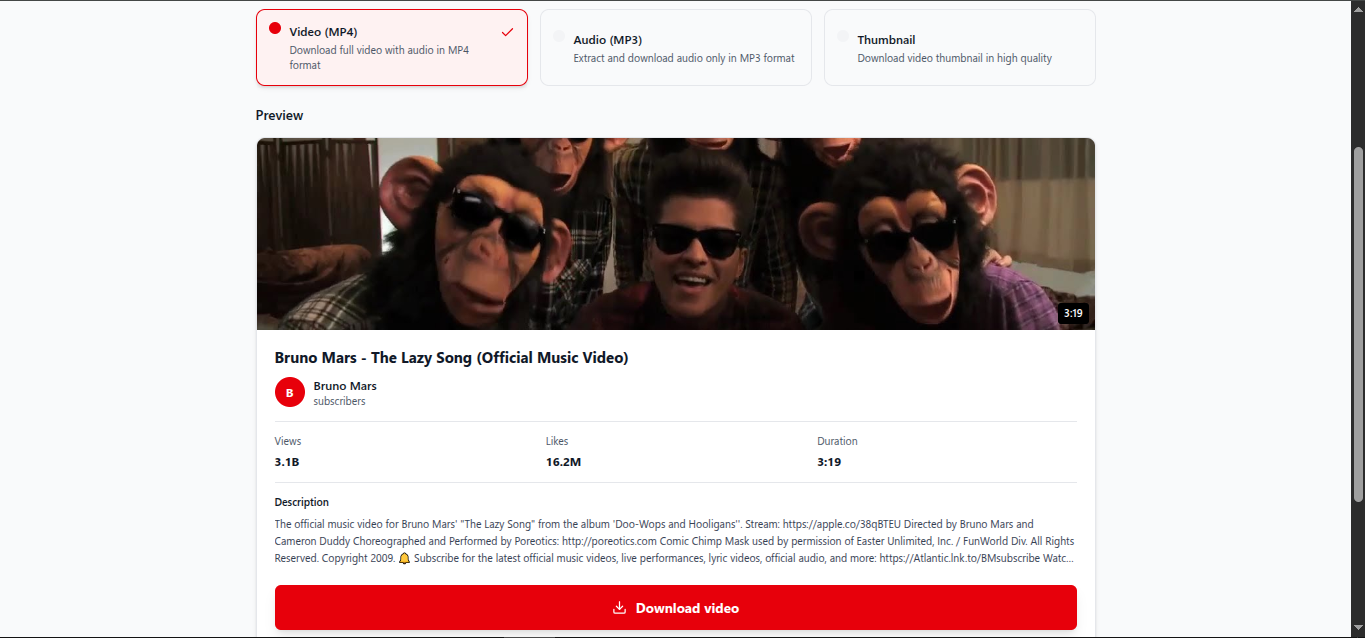 Video (MP4)
Download full video with audio in MP4
format
Audio (MP3)
Extract and download audio only in MP3 format
Thumbnail
Download video thumbnail in high quality
Preview
3:19
Bruno Mars - The Lazy Song (Official Music Video)
B
Bruno Mars
subscribers
Views
3.1B
Likes
16.2M
Duration
3:19
Description
The official music video for Bruno Mars' "The Lazy Song" from the album 'Doo-Wops and Hooligans''. Stream: https://apple.co/38qBTEU Directed by Bruno Mars and
Cameron Duddy Choreographed and Performed by Poreotics: http://poreotics.com Comic Chimp Mask used by permission of Easter Unlimited, Inc. / FunWorld Div. All Rights
Reserved. Copyright 2009. 🔔 Subscribe for the latest official music videos, live performances, lyric videos, official audio, and more: https://Atlantic.lnk.to/BMsubscribe Watc...
Download video